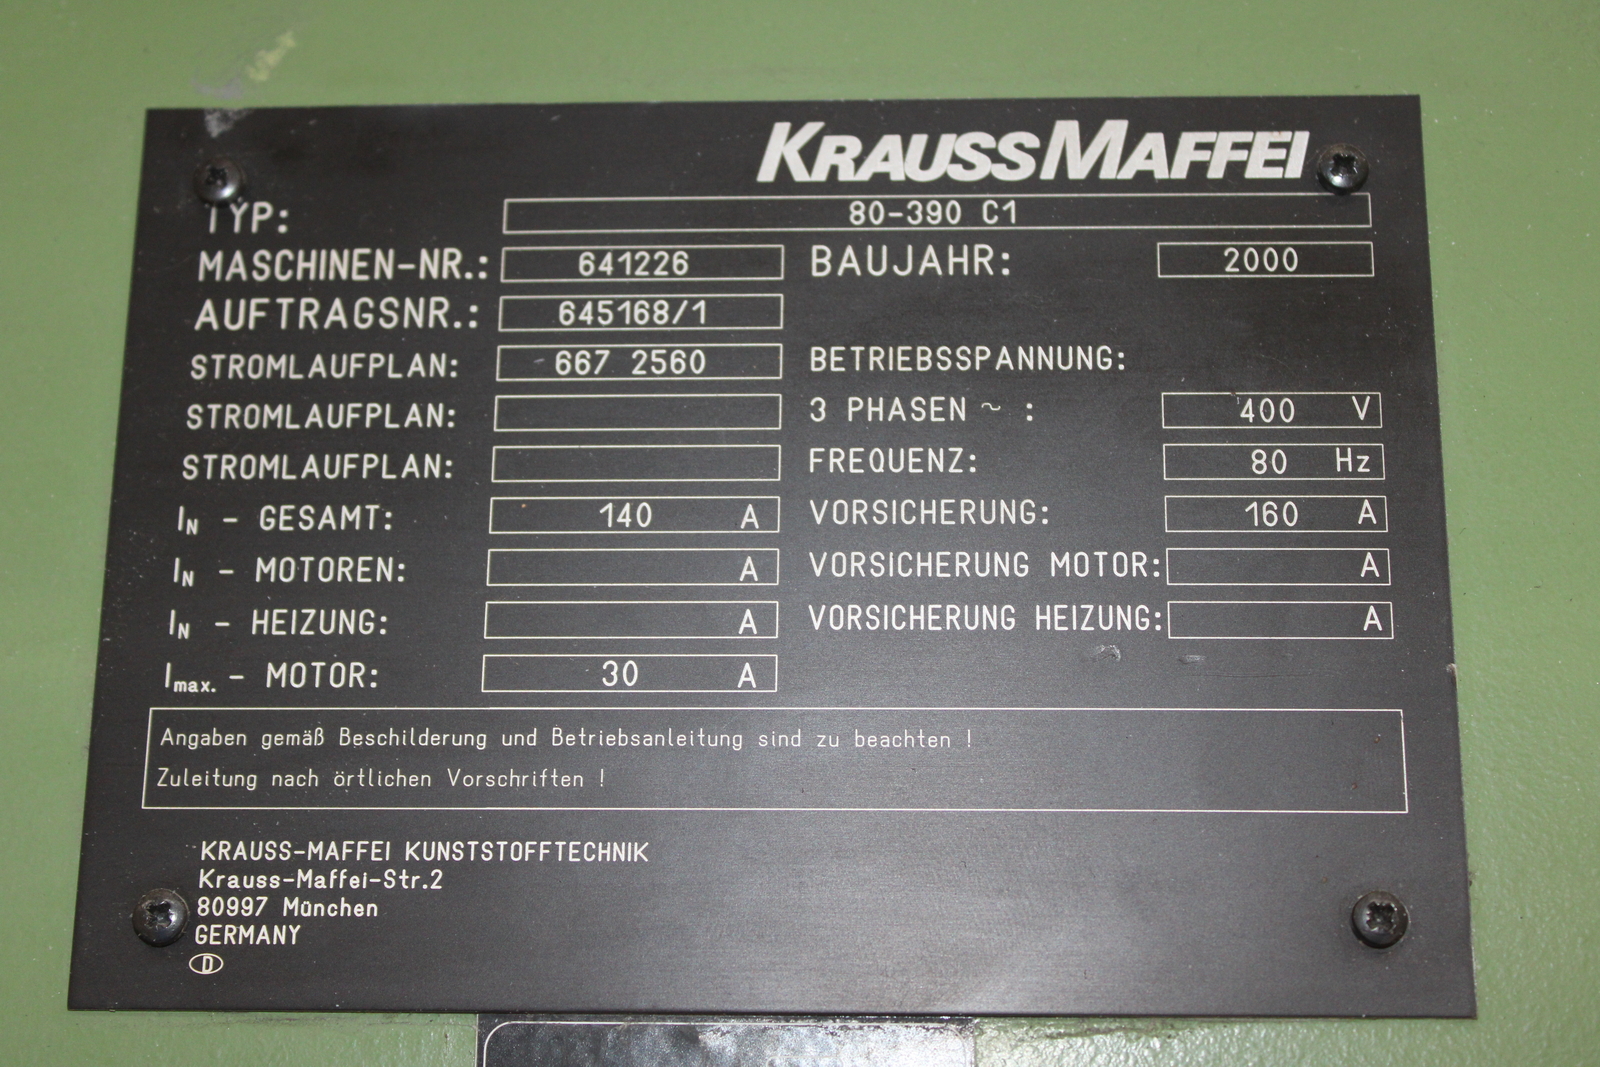 KRAUSSMAFFEI
TYP: 80-390 C1
MASCHINEN-NR.: 641226 BAUJAHR: 2000
AUFTRAGSNR.: 645168/1
STROMLAUFPLAN: 667 2560 BETRIEBSSPANNUNG:
STROMLAUFPLAN: 3 PHASEN ~ : 400 V
STROMLAUFPLAN: FREQUENZ: 80 Hz
IN - GESAMT: 140 A VORSICHERUNG: 160 A
IN - MOTOREN: A VORSICHERUNG MOTOR: A
IN - HEIZUNG: A VORSICHERUNG HEIZUNG: A
Imax. - MOTOR: 30 A
Angaben gemäß Beschilderung und Betriebsanleitung sind zu beachten !
Zuleitung nach örtlichen Vorschriften !
KRAUSS-MAFFEI KUNSTSTOFFTECHNIK
Krauss-Maffei-Str.2
80997 München
GERMANY
D